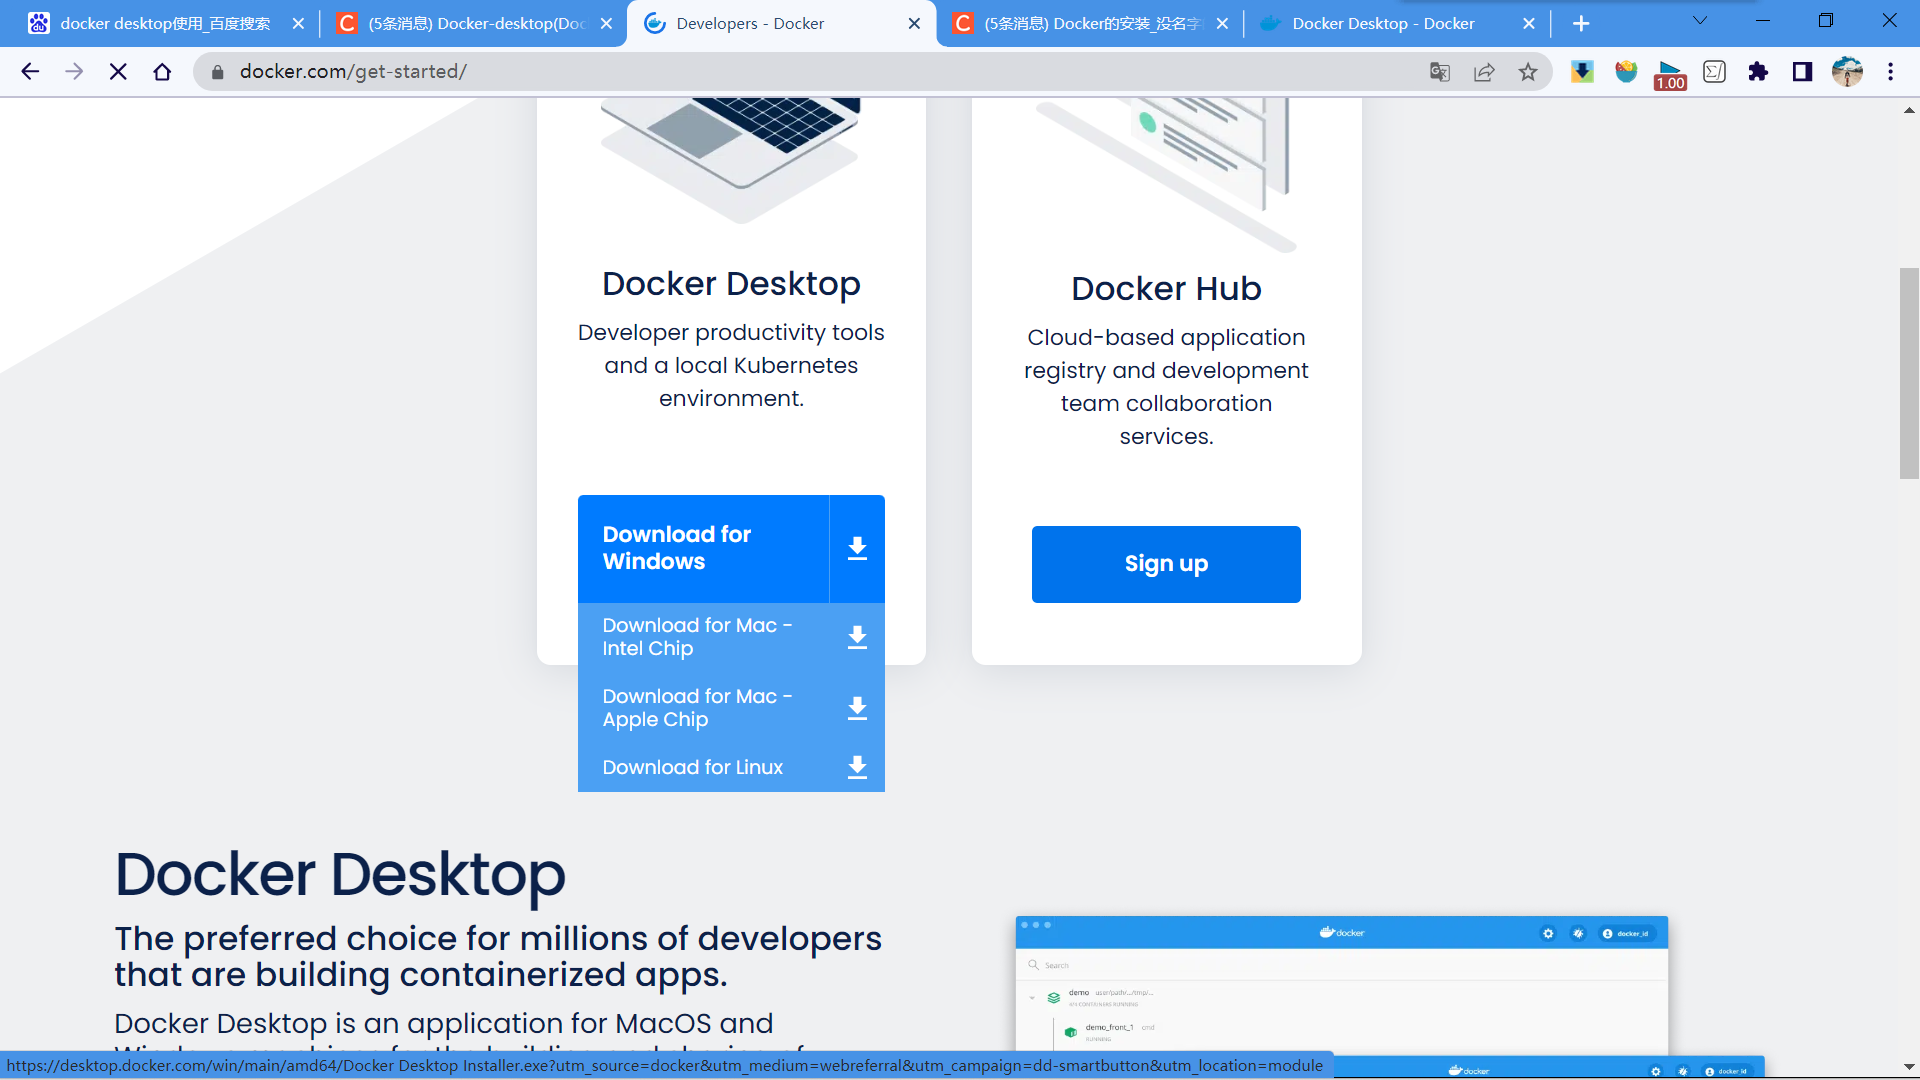 docker desktop使用_百度搜索
(5条消息) Docker-desktop(Doc
Developers - Docker
(5条消息) Docker的安装_没名字
Docker Desktop - Docker
docker.com/get-started/
1.00
Docker Desktop
Developer productivity tools
and a local Kubernetes
environment.
Download for
Windows
Download for Mac -
Intel Chip
Download for Mac -
Apple Chip
Download for Linux
Docker Hub
Cloud-based application
registry and development
team collaboration
services.
Sign up
Docker Desktop
The preferred choice for millions of developers
that are building containerized apps.
Docker Desktop is an application for MacOS and
docker
docker_id
Search
demo
demo_front_1 cmd
RUNNING
docker
docker id
https://desktop.docker.com/win/main/amd64/Docker Desktop Installer.exe?utm_source=docker&utm_medium=webreferral&utm_campaign=dd-smartbutton&utm_location=module